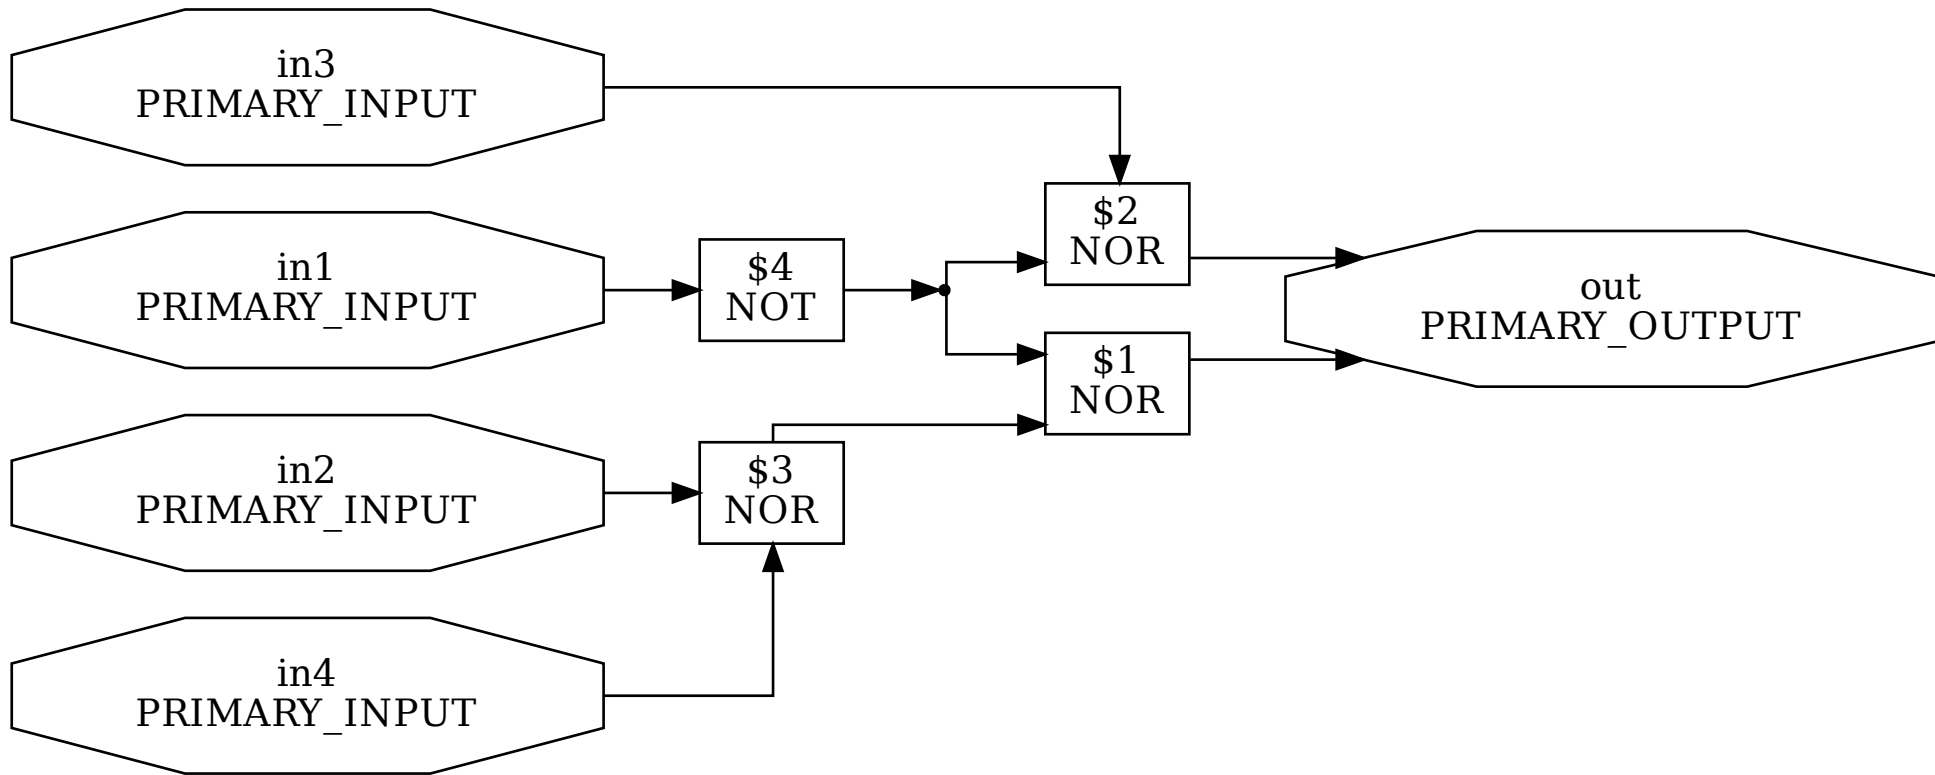 in3
PRIMARY_INPUT
in1
PRIMARY_INPUT
in2
PRIMARY_INPUT
in4
PRIMARY_INPUT
$4
NOT
$3
NOR
$2
NOR
$1
NOR
out
PRIMARY_OUTPUT